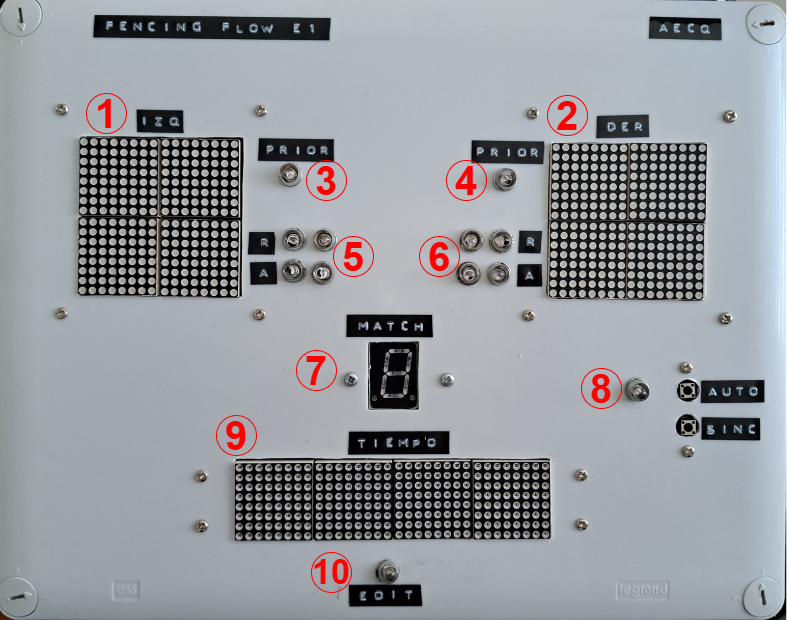 FENCING FLOW E1
AECQ
1
IZQ
2
DER
PRIOR
3
PRIOR
4
R
5
A
6
R
A
MATCH
7
8
8
AUTO
SINC
9
TIEMPO
10
EDIT
legrand